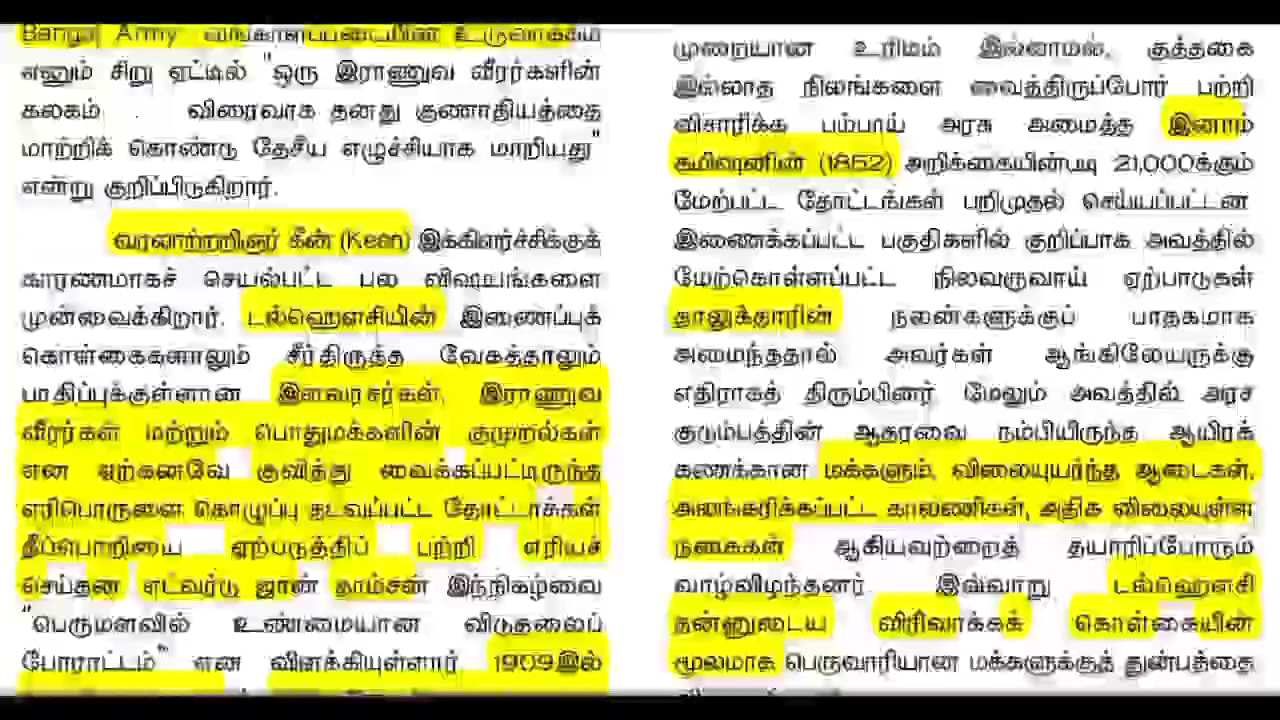 Bangal Army வங்காளப்படையின் உருவாக்கம்
எனும் சிறு ஏட்டில் "ஒரு இராணுவ வீரர்களின்
கலகம் . விரைவாக தனது குணாதியத்தை
மாற்றிக் கொண்டு தேசிய எழுச்சியாக மாறியது"
என்று குறிப்பிருகிறார்.
வரலாற்றறிஞர் கீன் (Keen) இக்கிளர்ச்சிக்குக்
காரணமாகச் செயல்பட்ட பல விஷயங்களை
முன்வைக்கிறார். டல்ஹௌசியின் இணைப்புக்
கொள்கைகளாலும் சீர்திருத்த வேகத்தாலும்
பாதிப்புக்குள்ளான இளவரசர்கள், இராணுவ
வீரர்கள் மற்றும் பொதுமக்களின் குமுறல்கள்
என ஏற்கனவே குவித்து வைக்கப்பட்டிருந்த
எரிபொருளை கொழுப்பு தடவப்பட்ட தோட்டாக்கள்
தீப்பொறியை ஏற்படுத்திப் பற்றி எரியச்
செய்தன எட்வர்டு ஜான் தாம்சன் இந்நிகழ்வை
"பெருமளவில் உண்மையான விடுதலைப்
போராட்டம்" என விளக்கியுள்ளார். 1909இல்
முறையான உரிமம் இல்லாமல், குத்தகை
இல்லாத நிலங்களை வைத்திருப்போர் பற்றி
விசாரிக்க பம்பாய் அரசு அமைத்த இனாம்
கமிஷனின் (1852) அறிக்கையின்படி 21,000க்கும்
மேற்பட்ட தோட்டங்கள் பறிமுதல் செய்யப்பட்டன
இணைக்கப்பட்ட பகுதிகளில் குறிப்பாக அவத்தில்
மேற்கொள்ளப்பட்ட நிலவருவாய் ஏற்பாடுகள்
தாலுக்தாரின் நலன்களுக்குப் பாதகமாக
அமைந்ததால் அவர்கள் ஆங்கிலேயருக்கு
எதிராகத் திரும்பினர். மேலும் அவத்தில் அரச
குடும்பத்தின் ஆதரவை நம்பியிருந்த ஆயிரக்
கணக்கான மக்களும், விலையுயர்ந்த ஆடைகள்,
அலங்கரிக்கப்பட்ட காலணிகள், அதிக விலையுள்ள
நகைகள் ஆகியவற்றைத் தயாரிப்போரும்
வாழ்விழந்தனர். இவ்வாறு டல்ஹௌசி
தன்னுடைய விரிவாக்கக் கொள்கையின்
மூலமாக பெருவாரியான மக்களுக்குத் துன்பத்தை